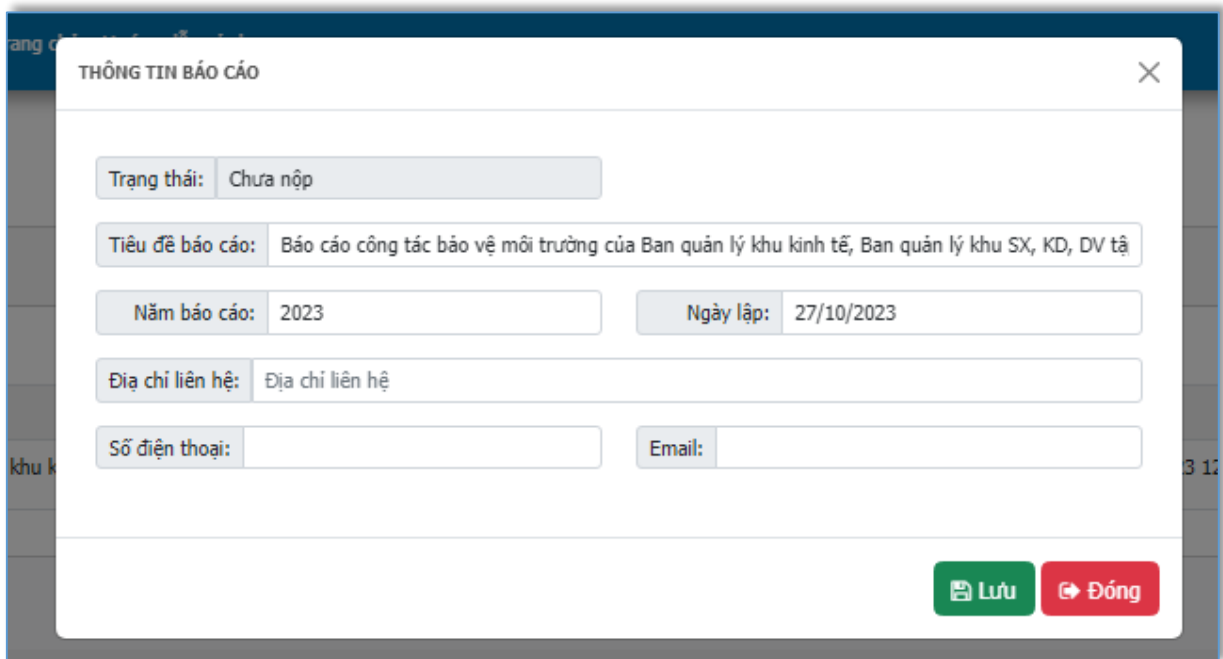 THÔNG TIN BÁO CÁO
Trạng thái: Chưa nộp
Tiêu đề báo cáo: Báo cáo công tác bảo vệ môi trường của Ban quản lý khu kinh tế, Ban quản lý khu SX, KD, DV tậ
Năm báo cáo: 2023 Ngày lập: 27/10/2023
Địa chỉ liên hệ: Địa chỉ liên hệ
Số điện thoại: Email:
khu k
Lưu Đóng